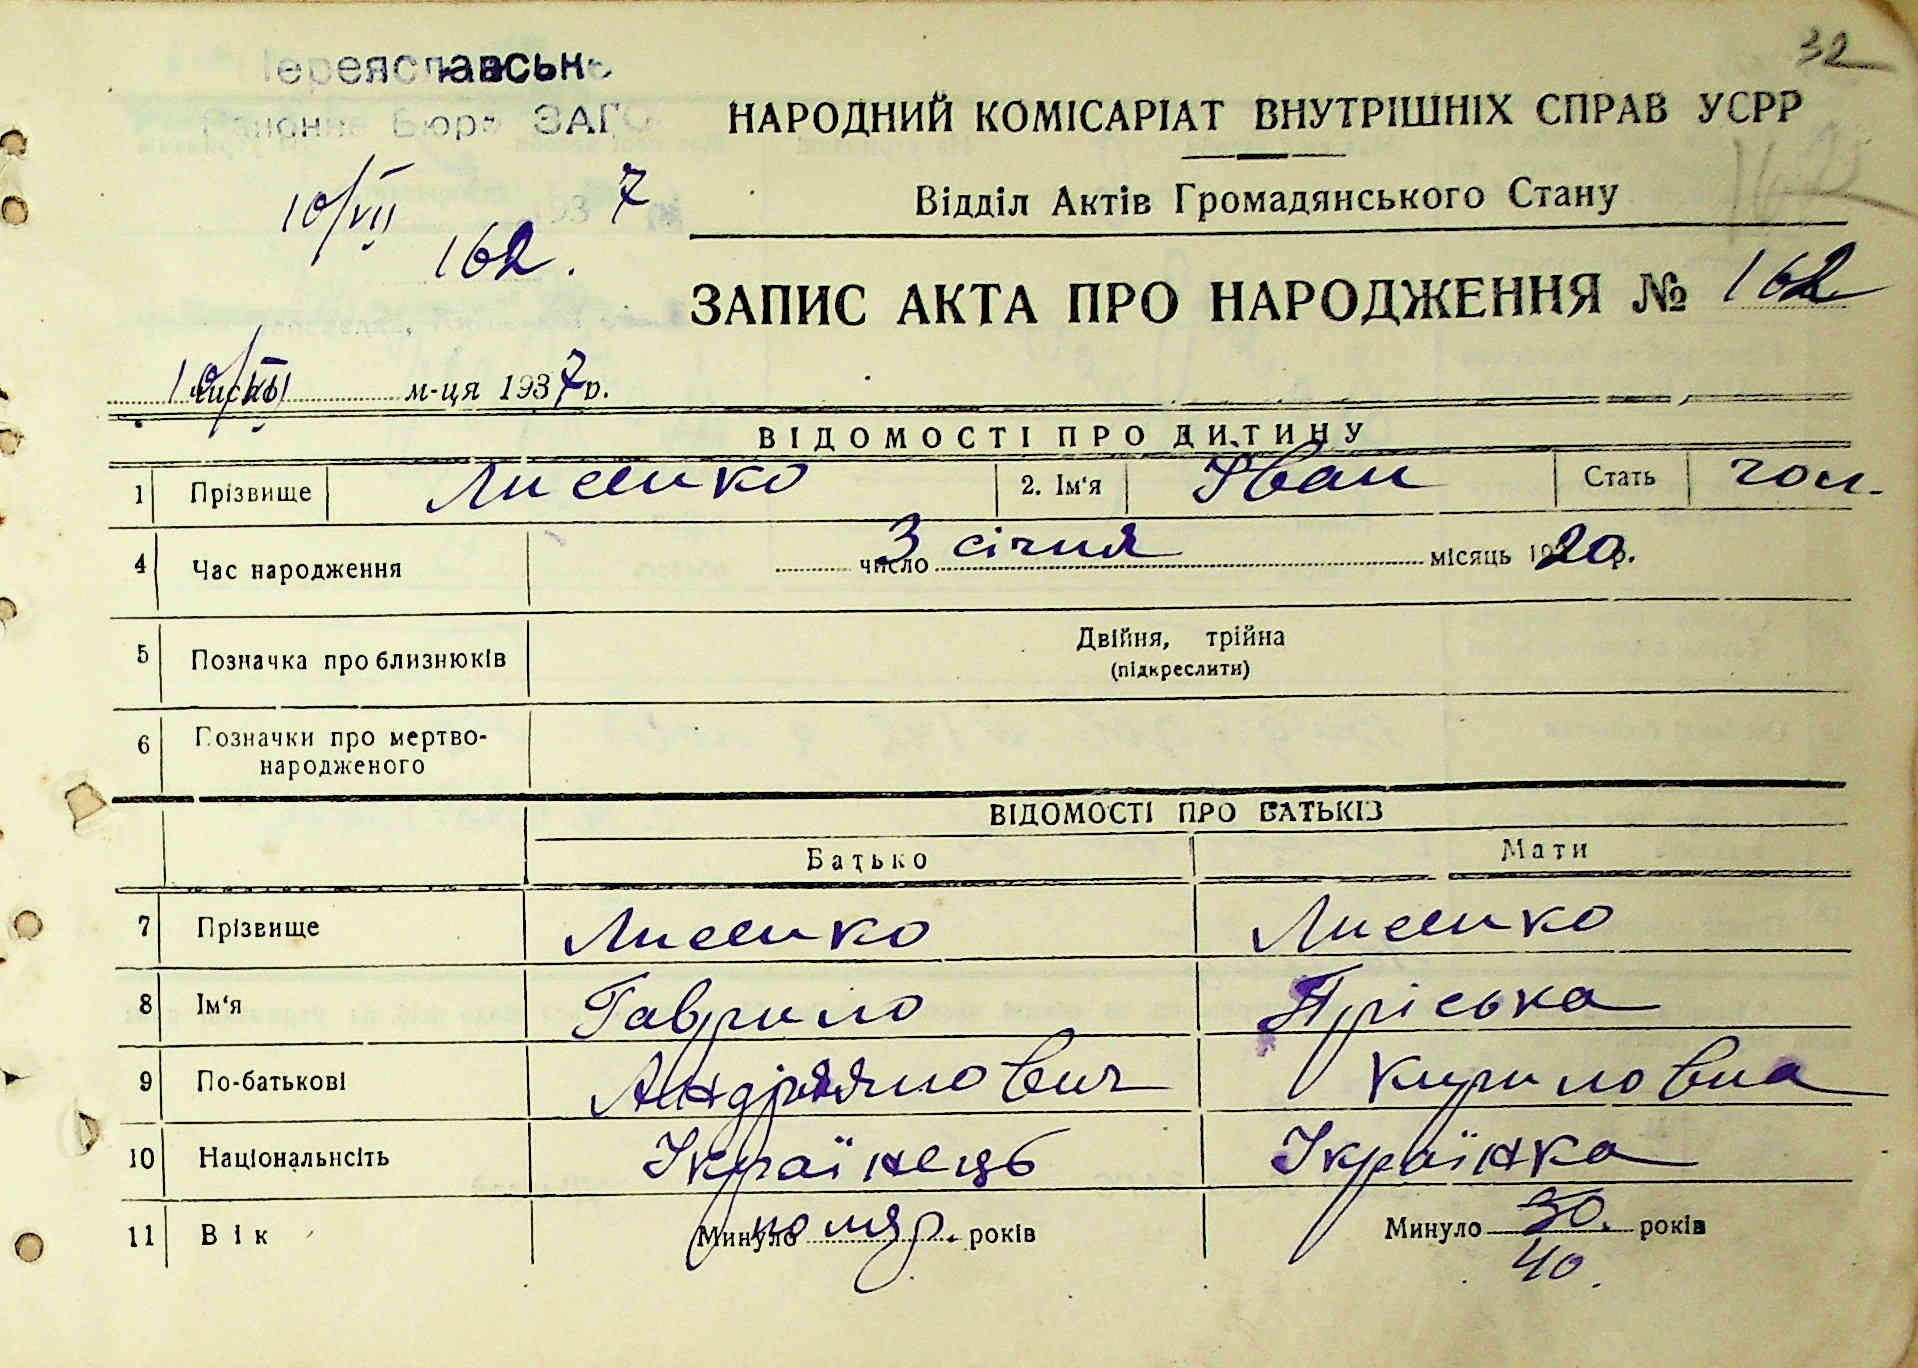 32
Переяславськ
Районне Бюро ЗАГС
НАРОДНИЙ КОМІСАРІАТ ВНУТРІШНІХ СПРАВ УСРР
10/VII 1937
Відділ Актів Громадянського Стану
162.
ЗАПИС АКТА ПРО НАРОДЖЕННЯ № 162
10/VII числа м-ця 1937 р.
ВІДОМОСТІ ПРО ДИТИНУ
1 Прізвище Лисенко 2. Ім'я Іван Стать чол.
4 Час народження 3 число січня місяць 1920 р.
5 Позначка про близнюків Двійня, трійна
(підкреслити)
6 Позначки про мертво-
народженого
ВІДОМОСТІ ПРО БАТЬКІВ
Батько Мати
7 Прізвище Лисенко Лисенко
8 Ім'я Гаврило Пріська
9 По-батькові Андріянович Кириловна
10 Національність Українець Українка
11 Вік Минуло помер. років Минуло 30. років
40.